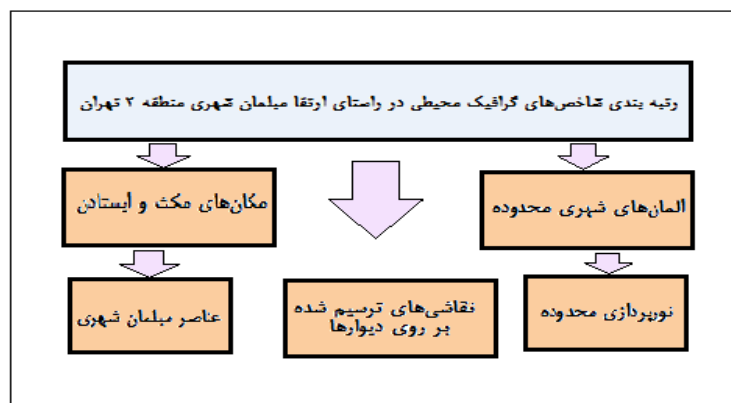 رتبه بندی شاخص‌های گرافیک محیطی در راستای ارتقا مبلمان شهری منطقه ۲ تهران
المان‌های شهری محدوده
مکان‌های مکث و ایستادن
نورپردازی محدوده
نقاشی‌های ترسیم شده
بر روی دیوارها
عناصر مبلمان شهری